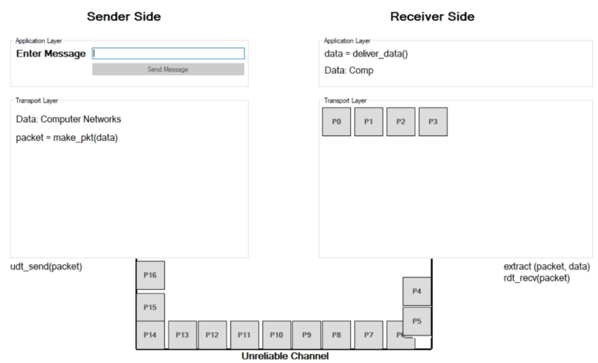 Sender Side
Receiver Side
Application Layer
Enter Message
Send Message
Application Layer
data = deliver_data()
Data: Comp
Transport Layer
Data: Computer Networks
packet = make_pkt(data)
Transport Layer
P0 P1 P2 P3
udt_send(packet)
extract (packet, data)
rdt_recv(packet)
P16
P4
P15
P5
P14 P13 P12 P11 P10 P9 P8 P7
Unreliable Channel